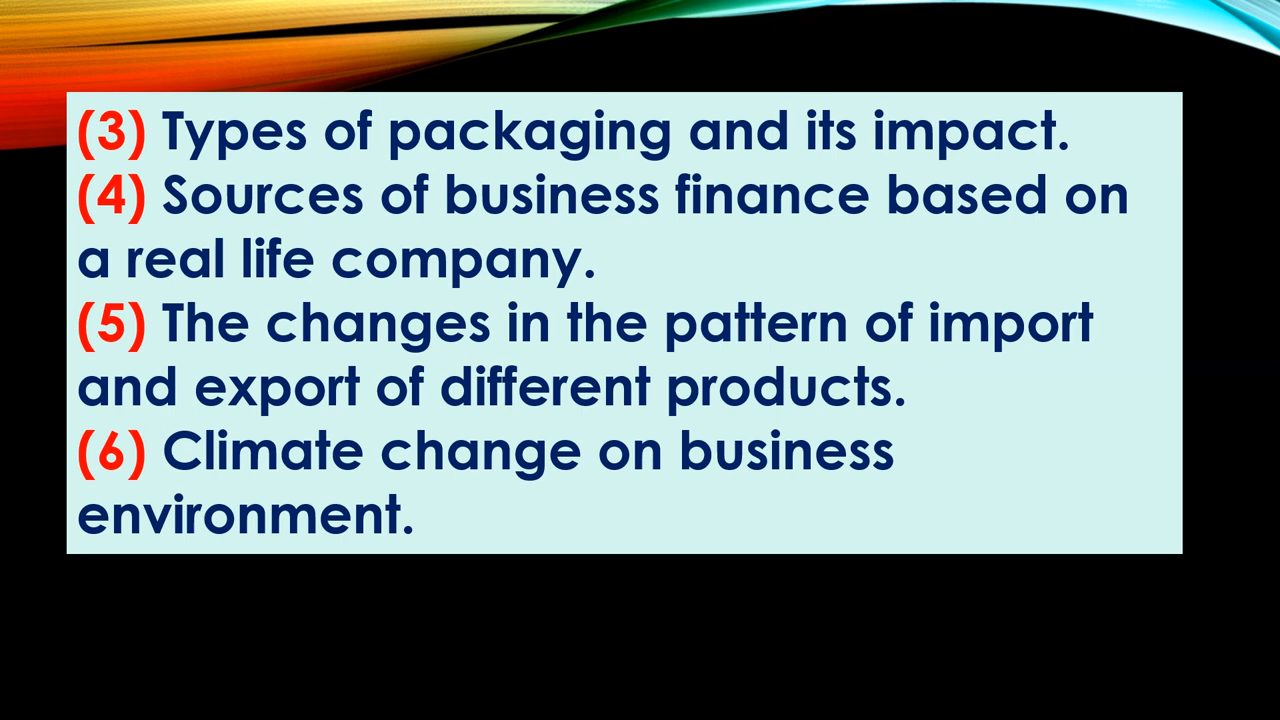 (3) Types of packaging and its impact.
(4) Sources of business finance based on
a real life company.
(5) The changes in the pattern of import
and export of different products.
(6) Climate change on business
environment.